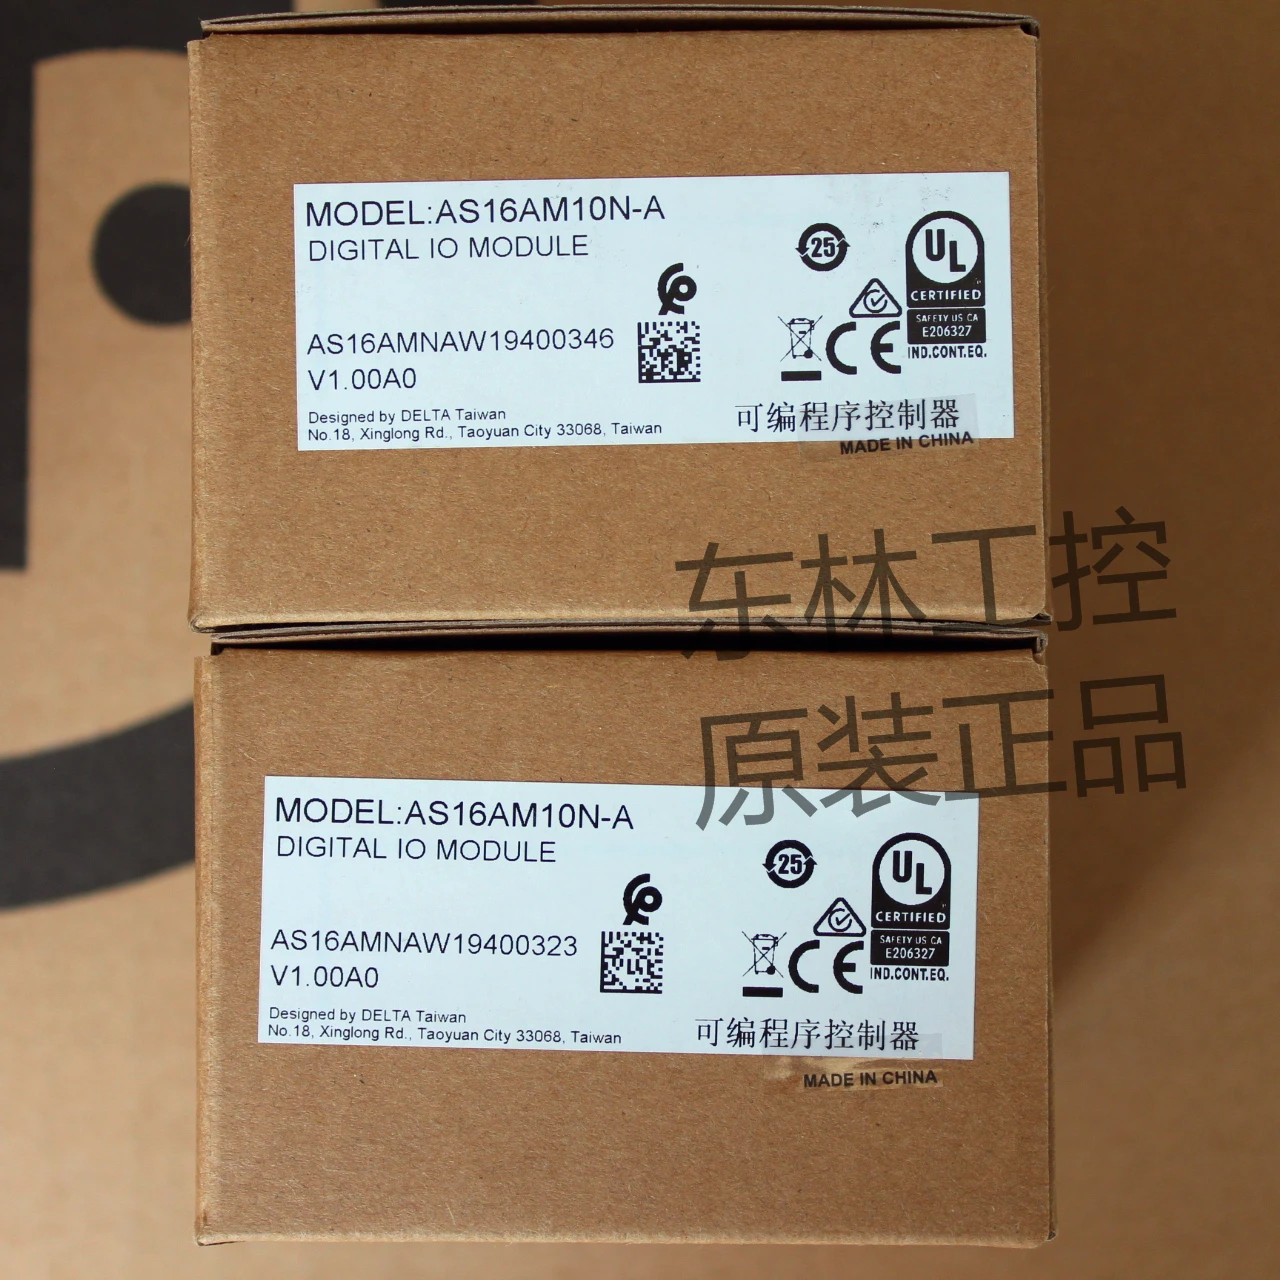 MODEL:AS16AM10N-A
DIGITAL IO MODULE
25
UL
CERTIFIED
SAFETY US CA
E206327
IND.CONT.EQ.
CE
AS16AMNAW19400346
V1.00A0
Designed by DELTA Taiwan
No.18, Xinglong Rd., Taoyuan City 33068, Taiwan
可编程序控制器
MADE IN CHINA
东林工控
原装正品
MODEL:AS16AM10N-A
DIGITAL IO MODULE
25
UL
CERTIFIED
SAFETY US CA
E206327
IND.CONT.EQ.
CE
AS16AMNAW19400323
V1.00A0
Designed by DELTA Taiwan
No.18, Xinglong Rd., Taoyuan City 33068, Taiwan
可编程序控制器
MADE IN CHINA